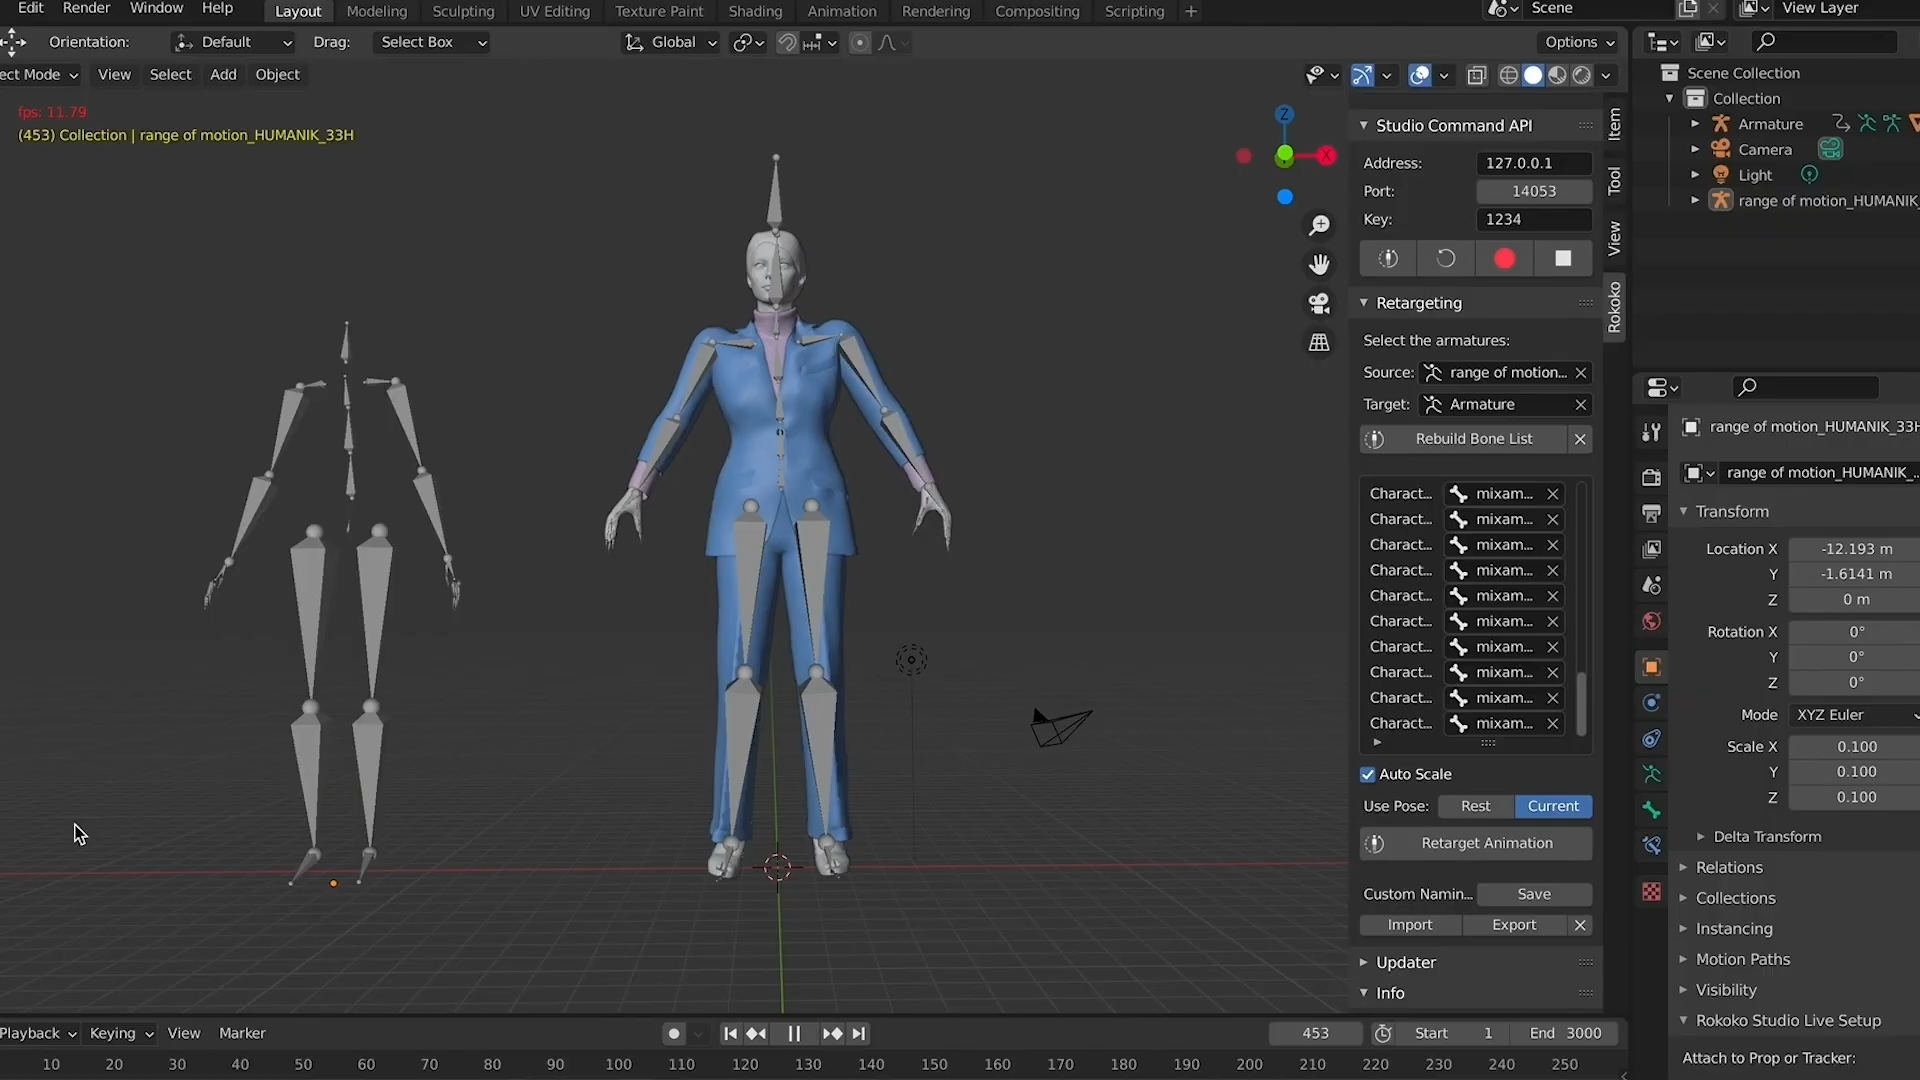 Edit Render Window Help Layout Modeling Sculpting UV Editing Texture Paint Shading Animation Rendering Compositing Scripting + Scene View Layer
Orientation: Default Drag: Select Box Global Options
ect Mode View Select Add Object
fps: 11.79
(453) Collection | range of motion_HUMANIK_33H
Z
X
Studio Command API
Address: 127.0.0.1
Port: 14053
Key: 1234
Retargeting
Select the armatures:
Source: range of motion...
Target: Armature
Rebuild Bone List
Charact... mixam...
Charact... mixam...
Charact... mixam...
Charact... mixam...
Charact... mixam...
Charact... mixam...
Charact... mixam...
Charact... mixam...
Charact... mixam...
Charact... mixam...
Auto Scale
Use Pose: Rest Current
Retarget Animation
Custom Namin... Save
Import Export
Updater
Info
Item
Tool
View
Rokoko
Scene Collection
Collection
Armature
Camera
Light
range of motion_HUMANIK_
range of motion_HUMANIK_33H
range of motion_HUMANIK_...
Transform
Location X -12.193 m
Y -1.6141 m
Z 0 m
Rotation X 0°
Y 0°
Z 0°
Mode XYZ Euler
Scale X 0.100
Y 0.100
Z 0.100
Delta Transform
Relations
Collections
Instancing
Motion Paths
Visibility
Rokoko Studio Live Setup
Attach to Prop or Tracker:
Playback Keying View Marker 453 Start 1 End 3000
10 20 30 40 50 60 70 80 90 100 110 120 130 140 150 160 170 180 190 200 210 220 230 240 250